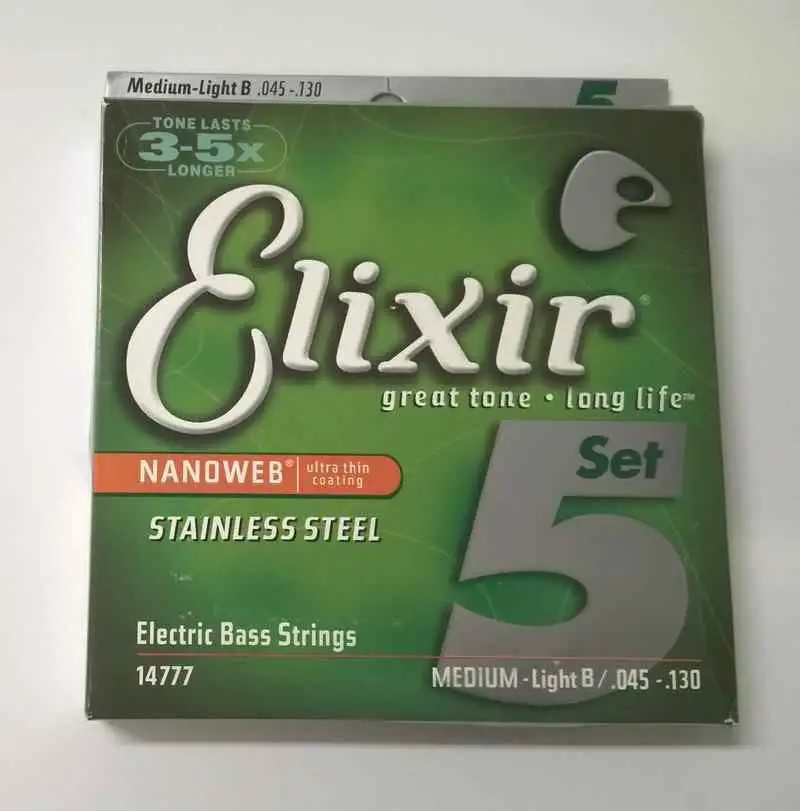 Medium-Light B .045 -.130
5
TONE LASTS
3-5x
LONGER
e
Elixir®
great tone • long life™
NANOWEB® ultra thin
coating
Set
5
STAINLESS STEEL
Electric Bass Strings
14777
MEDIUM - Light B / .045 -.130